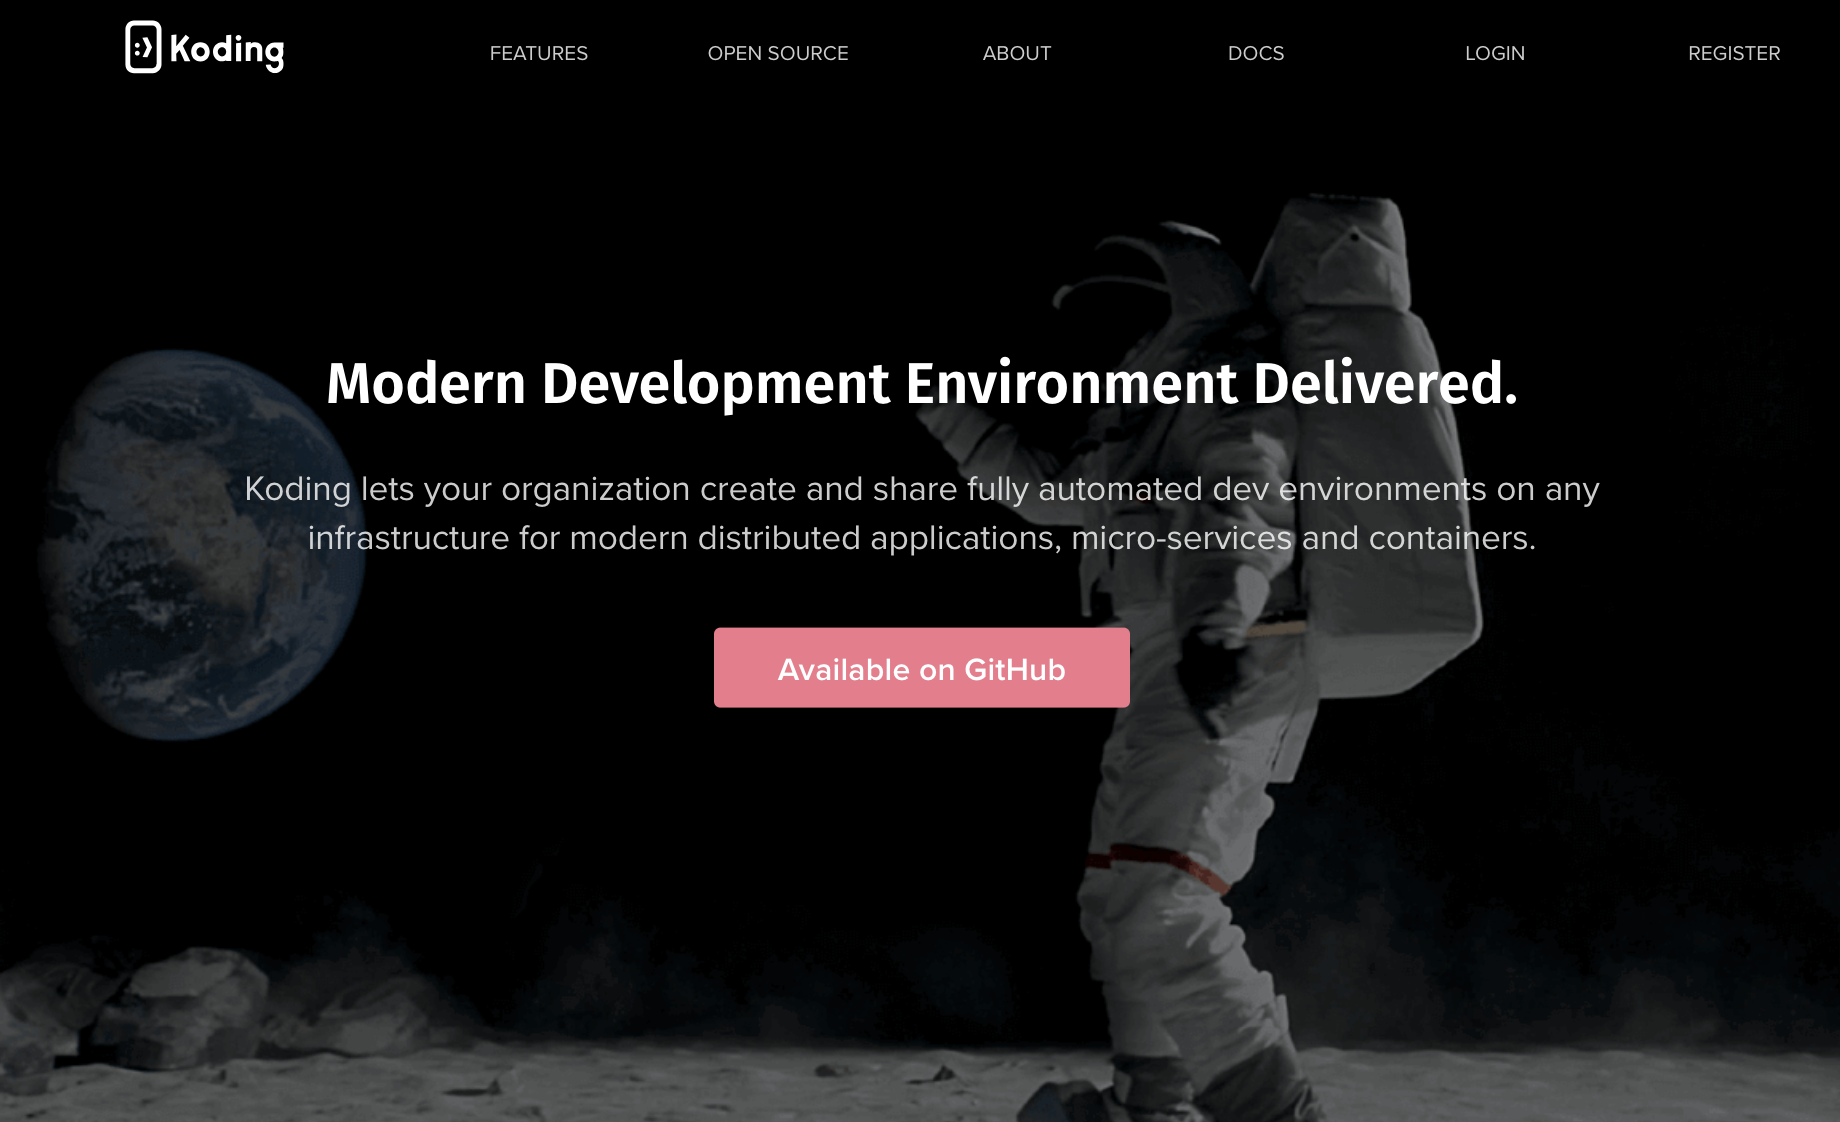 Koding
FEATURES
OPEN SOURCE
ABOUT
DOCS
LOGIN
REGISTER
Modern Development Environment Delivered.
Koding lets your organization create and share fully automated dev environments on any
infrastructure for modern distributed applications, micro-services and containers.
Available on GitHub